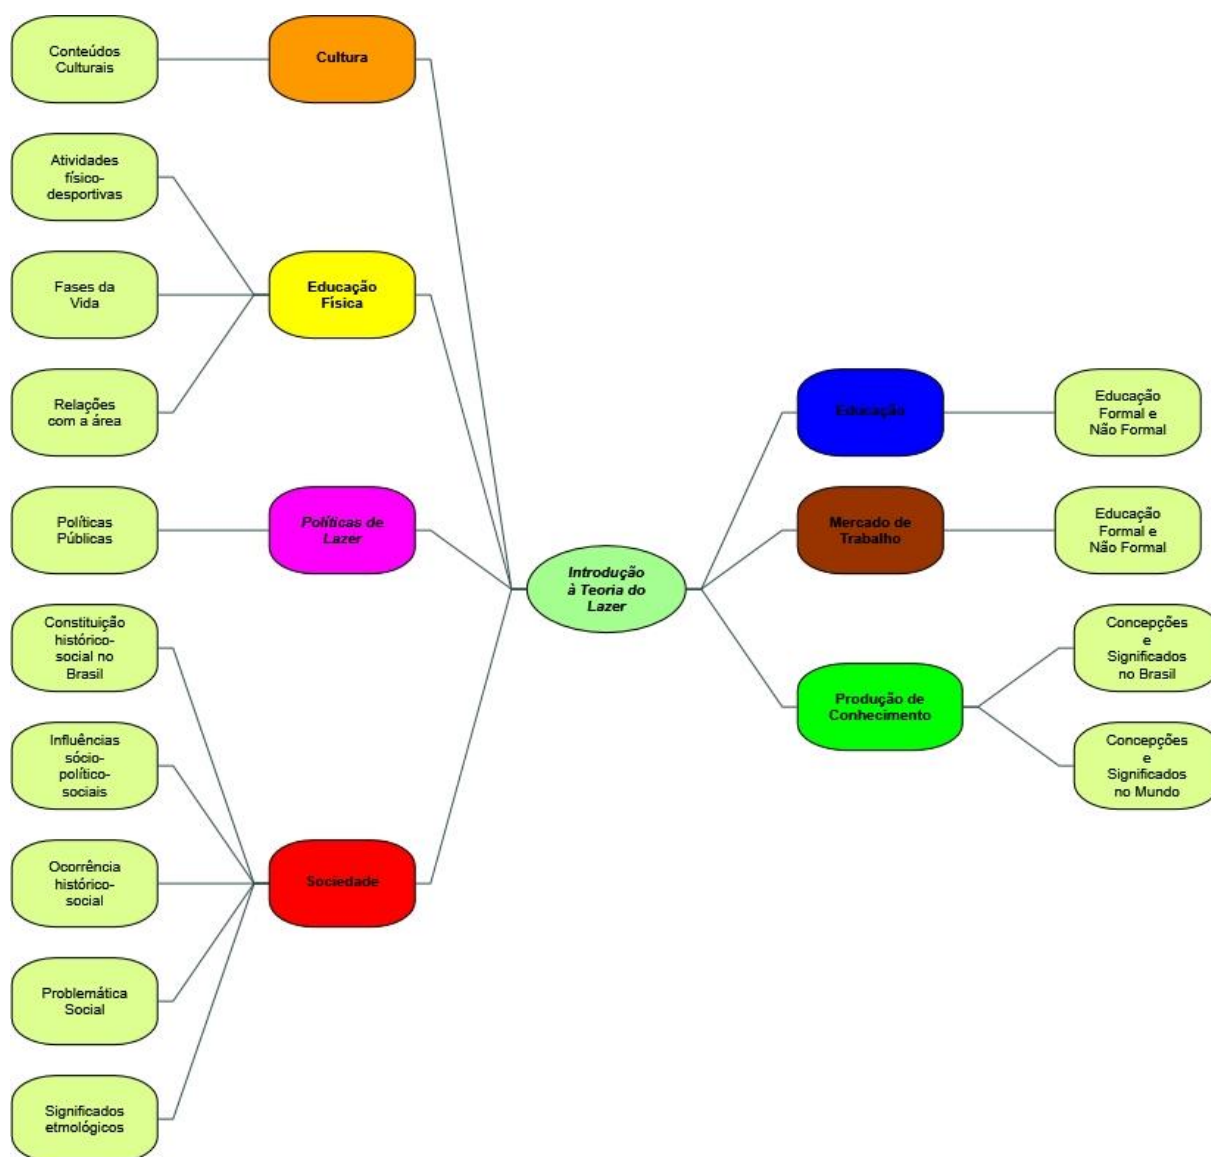 Conteúdos
Culturais
Cultura
Atividades
físico-
desportivas
Fases da
Vida
Relações
com a área
Educação
Física
Políticas
Públicas
Políticas de
Lazer
Constituição
histórico-
social no
Brasil
Influências
sócio-
político-
sociais
Ocorrência
histórico-
social
Problemática
Social
Significados
etmológicos
Sociedade
Introdução
à Teoria do
Lazer
Educação
Educação
Formal e
Não Formal
Mercado de
Trabalho
Educação
Formal e
Não Formal
Produção de
Conhecimento
Concepções
e
Significados
no Brasil
Concepções
e
Significados
no Mundo